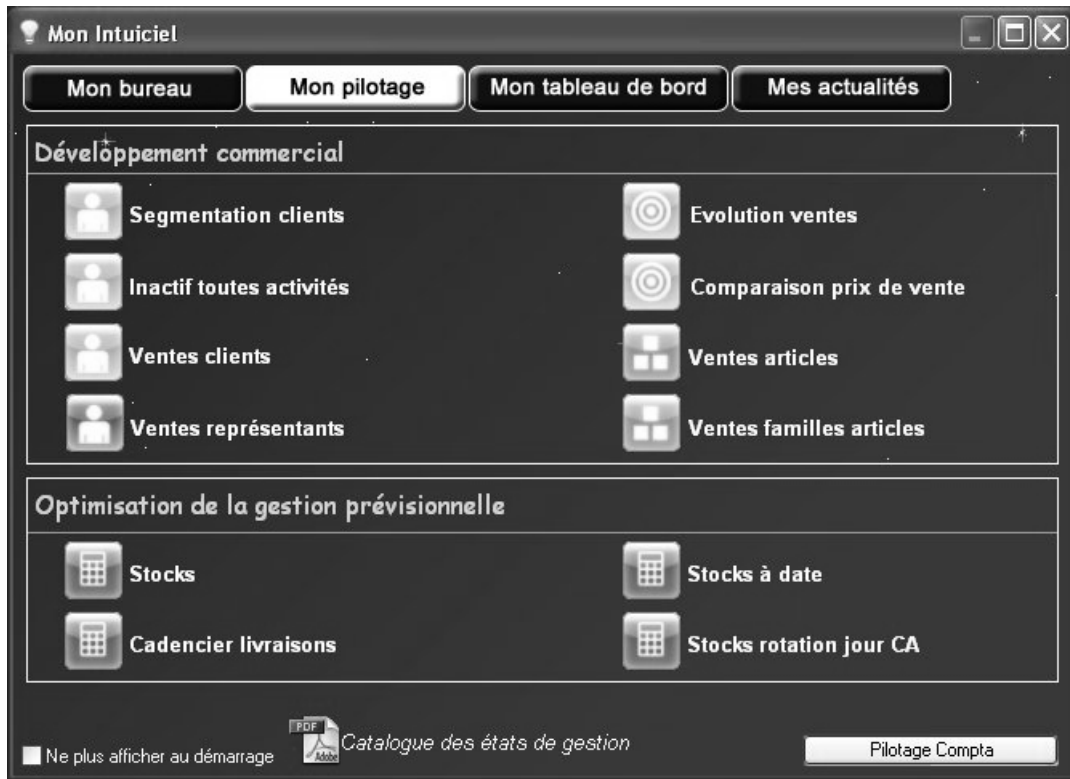 Mon Intuiciel
Mon bureau
Mon pilotage
Mon tableau de bord
Mes actualités
Développement commercial
Segmentation clients
Evolution ventes
Inactif toutes activités
Comparaison prix de vente
Ventes clients
Ventes articles
Ventes représentants
Ventes familles articles
Optimisation de la gestion prévisionnelle
Stocks
Stocks à date
Cadencier livraisons
Stocks rotation jour CA
Ne plus afficher au démarrage
PDF
Adobe
Catalogue des états de gestion
Pilotage Compta